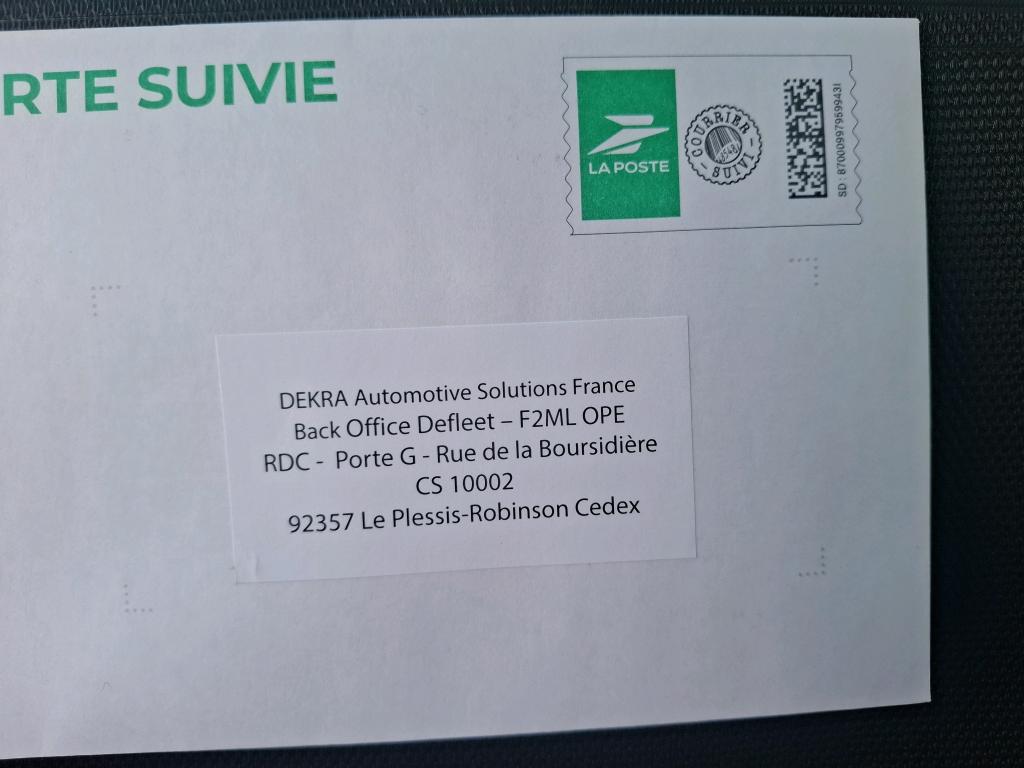 RTE SUIVIE
LA POSTE
COURRIER
SUIVI
SD : 87000997959943I
DEKRA Automotive Solutions France
Back Office Defleet – F2ML OPE
RDC - Porte G - Rue de la Boursidière
CS 10002
92357 Le Plessis-Robinson Cedex